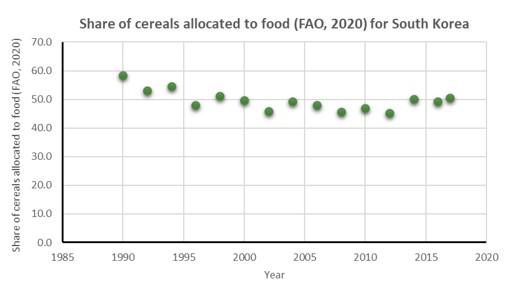 Share of cereals allocated to food (FAO, 2020) for South Korea
Share of cereals allocated to food (FAO, 2020)
70.0
60.0
50.0
40.0
30.0
20.0
10.0
0.0
1985 1990 1995 2000 2005 2010 2015 2020
Year